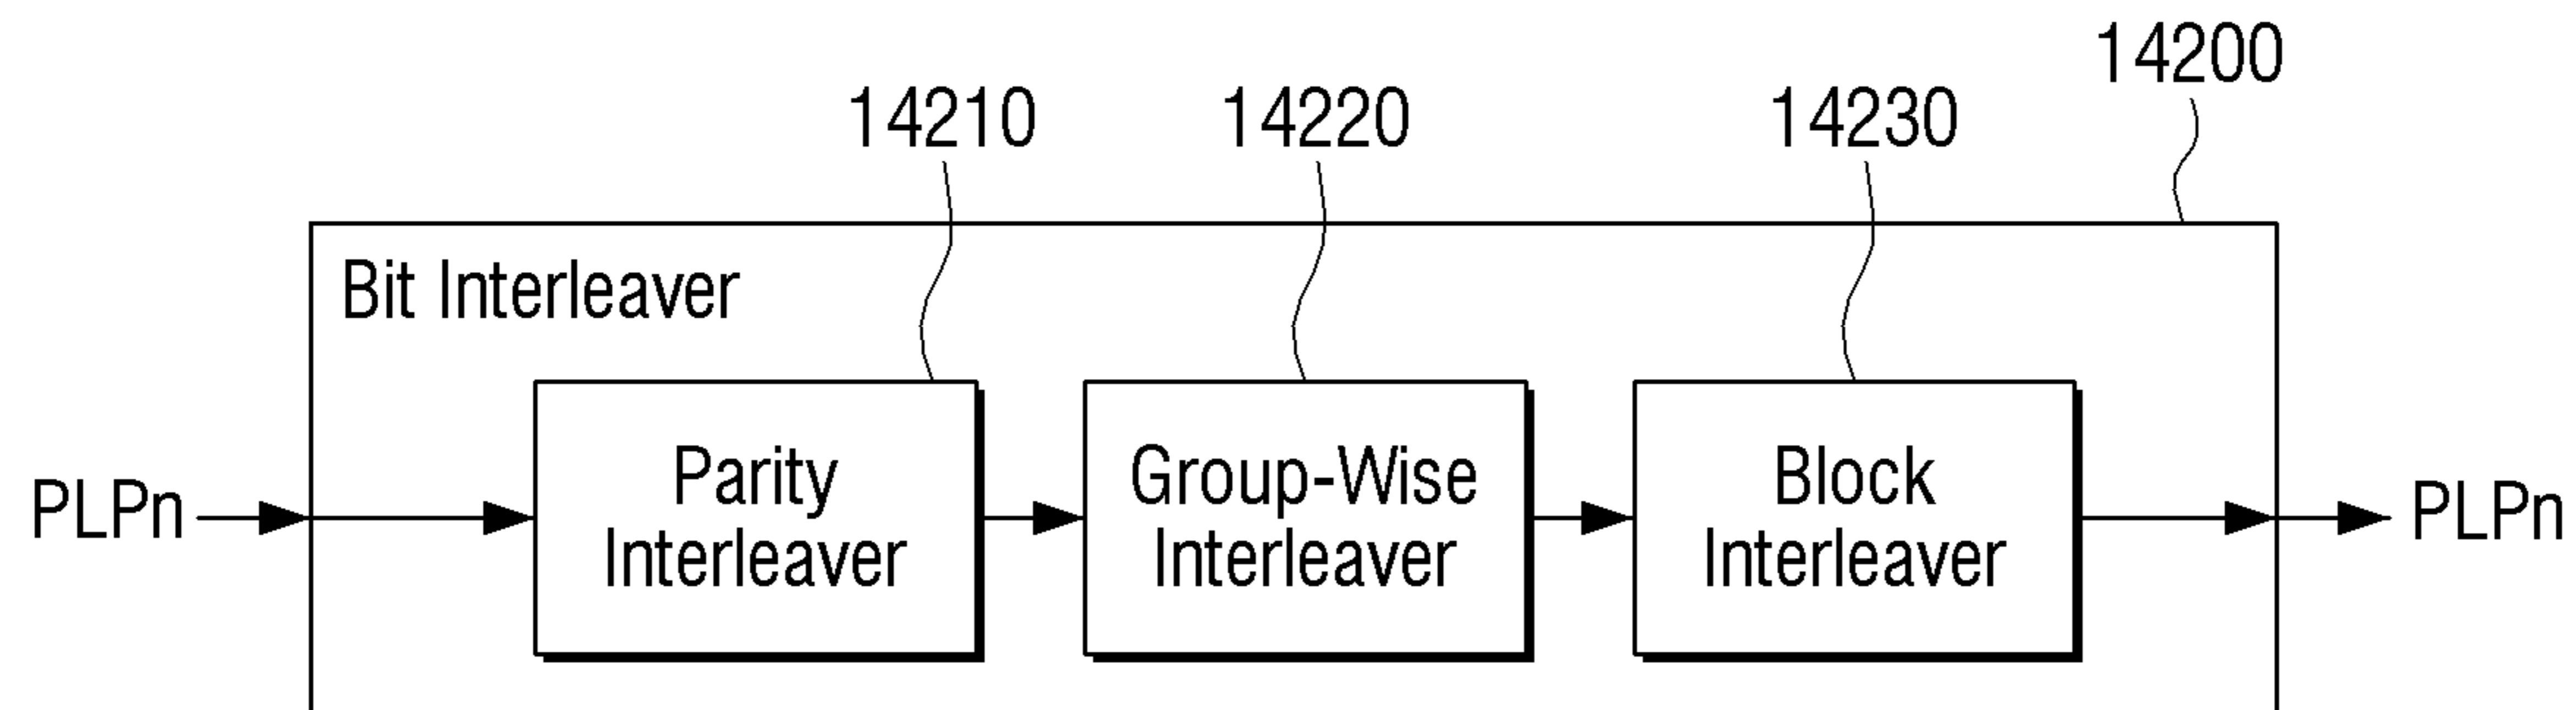 14200
14210
14220
14230
Bit Interleaver
PLPn
Parity
Interleaver
Group-Wise
Interleaver
Block
Interleaver
PLPn